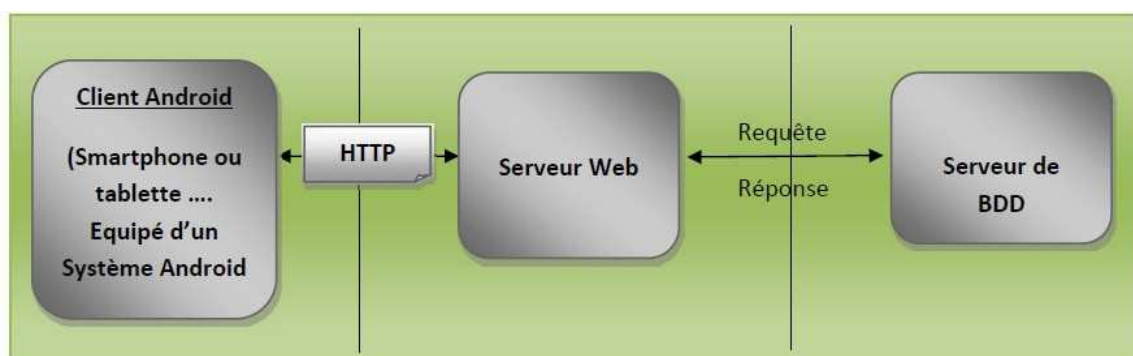 Client Android
(Smartphone ou
tablette ....
Equipé d'un
Système Android
HTTP
Serveur Web
Requête
Réponse
Serveur de
BDD